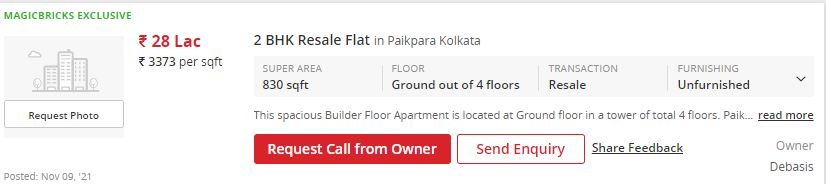 MAGICBRICKS EXCLUSIVE
₹ 28 Lac
₹ 3373 per sqft
Request Photo
Posted: Nov 09, '21
2 BHK Resale Flat in Paikpara Kolkata
SUPER AREA FLOOR TRANSACTION FURNISHING
830 sqft Ground out of 4 floors Resale Unfurnished
This spacious Builder Floor Apartment is located at Ground floor in a tower of total 4 floors. Paik... read more
Request Call from Owner Send Enquiry Share Feedback
Owner
Debasis